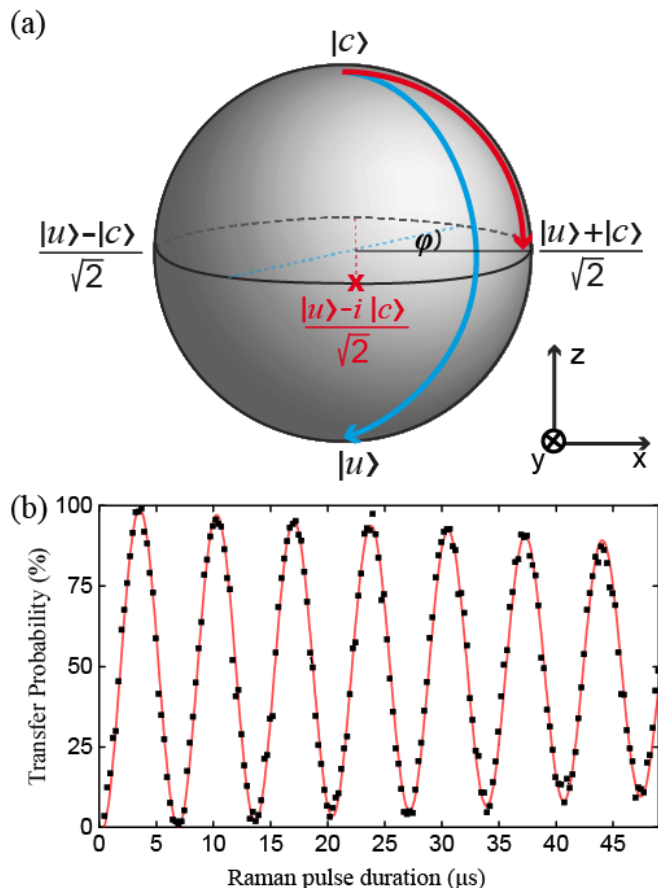 (a)
|c⟩
|u⟩-|c⟩
√2
φ
|u⟩+|c⟩
√2
x
|u⟩-i |c⟩
√2
z
y
x
|u⟩
(b)
100
75
50
25
0
Transfer Probability (%)
0 5 10 15 20 25 30 35 40 45
Raman pulse duration (μs)